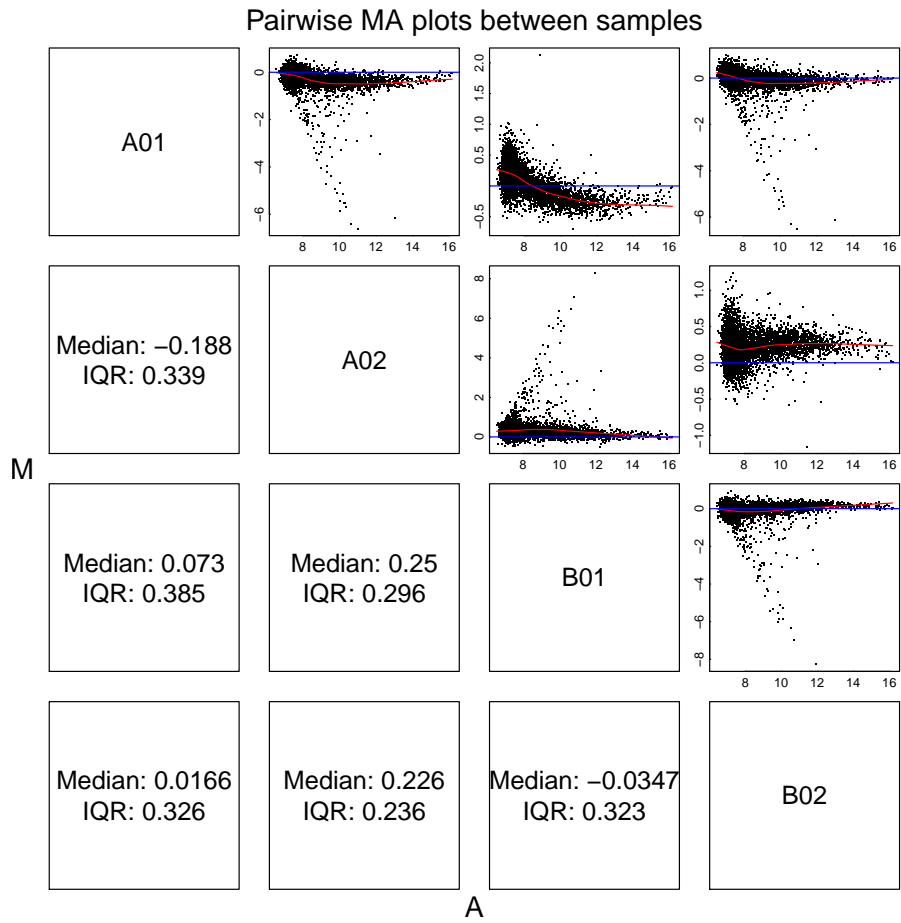 Pairwise MA plots between samples
A01
0
−2
−4
−6
8 10 12 14 16
2.0
1.5
0.5
−0.5
8 10 12 14 16
0
−2
−4
−6
8 10 12 14 16
Median: −0.188
IQR: 0.339
A02
8
6
4
2
0
8 10 12 14 16
1.0
0.5
0.0
−0.5
−1.0
8 10 12 14 16
M
Median: 0.073
IQR: 0.385
Median: 0.25
IQR: 0.296
B01
0
−2
−4
−6
−8
8 10 12 14 16
Median: 0.0166
IQR: 0.326
Median: 0.226
IQR: 0.236
Median: −0.0347
IQR: 0.323
B02
A